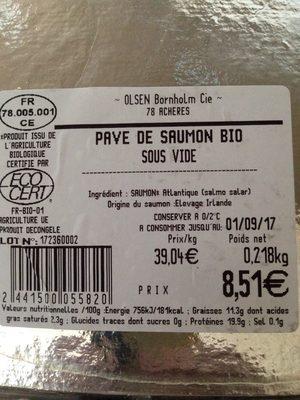 FR
78.005.001
CE
~ OLSEN Bornholm Cie ~
78 ACHERES
*PRODUIT ISSU DE
L'AGRICULTURE
BIOLOGIQUE
CERTIFIE PAR
PAVE DE SAUMON BIO
SOUS VIDE
ECO
CERT
FR-BIO-01
AGRICULTURE UE
PRODUIT DECONGELE
LOT N°: 172360002
Ingrédient : SAUMON* Atlantique (salmo salar)
Origine du saumon :Elevage Irlande
CONSERVER A 0/2°C
A CONSOMMER JUSQU'AU: 01/09/17
Prix/kg Poids net
39,04€ 0,218kg
PRIX 8,51€
2 441500 055820
Valeurs nutritionnelles /100g :Energie 756kJ/181kcal ; Graisses 11.3g dont acides
gras saturés 2.3g ; Glucides traces dont sucres 0g ; Protéines 19.9g ; Sel 0.1g